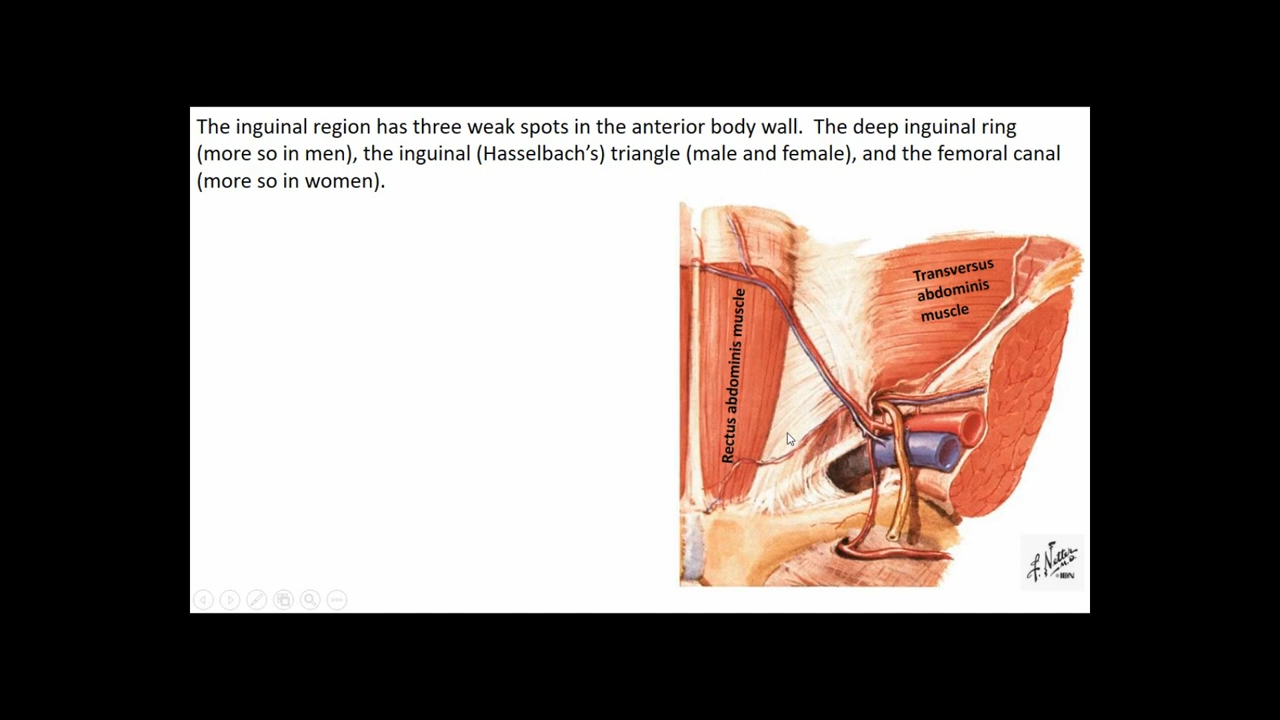 The inguinal region has three weak spots in the anterior body wall.  The deep inguinal ring
(more so in men), the inguinal (Hasselbach’s) triangle (male and female), and the femoral canal
(more so in women).
Transversus
abdominis
muscle
Rectus abdominis muscle
F. Netter
M.D.